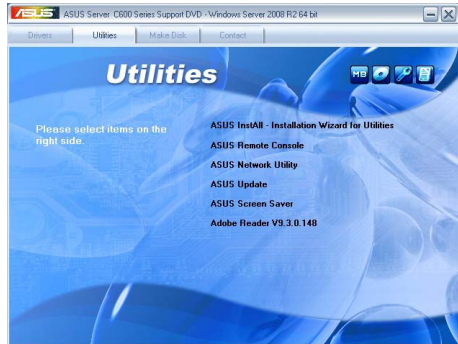 ASUS ASUS Server C600 Series Support DVD - Windows Server 2008 R2 64 bit
Drivers Utilities Make Disk Contact
Utilities
MB
Please select items on the
right side.
ASUS InstAll - Installation Wizard for Utilities
ASUS Remote Console
ASUS Network Utility
ASUS Update
ASUS Screen Saver
Adobe Reader V9.3.0.148